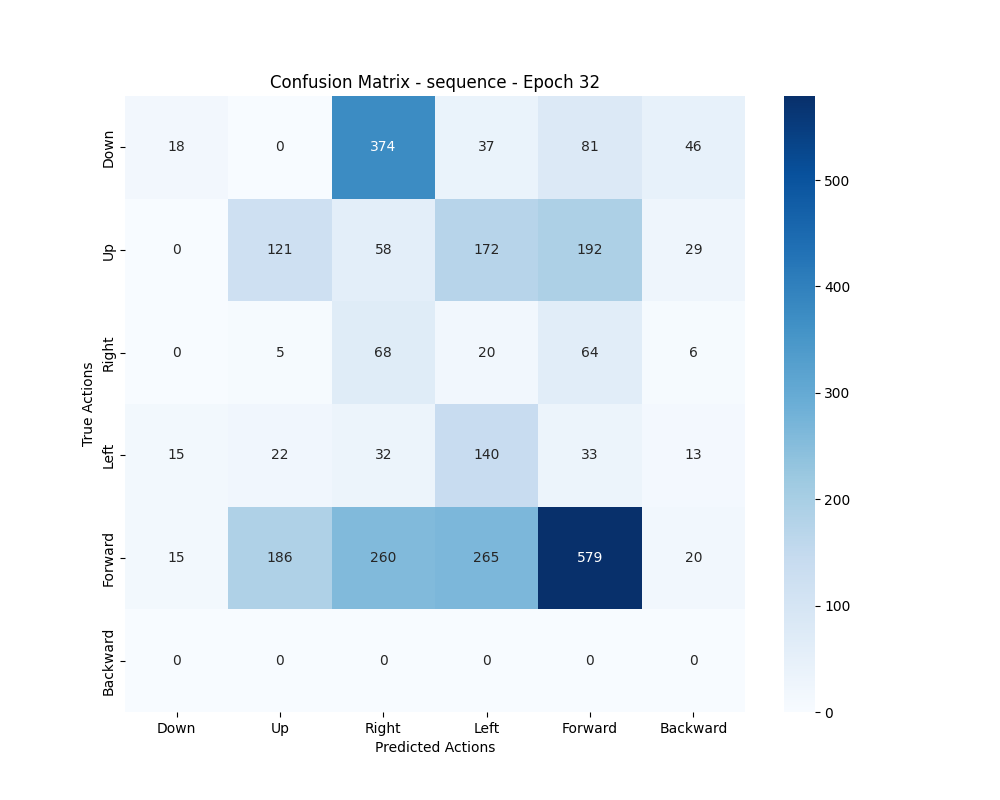 Confusion Matrix - sequence - Epoch 32
True Actions
Down 18 0 374 37 81 46
Up 0 121 58 172 192 29
Right 0 5 68 20 64 6
Left 15 22 32 140 33 13
Forward 15 186 260 265 579 20
Backward 0 0 0 0 0 0
Down Up Right Left Forward Backward
Predicted Actions
500
400
300
200
100
0